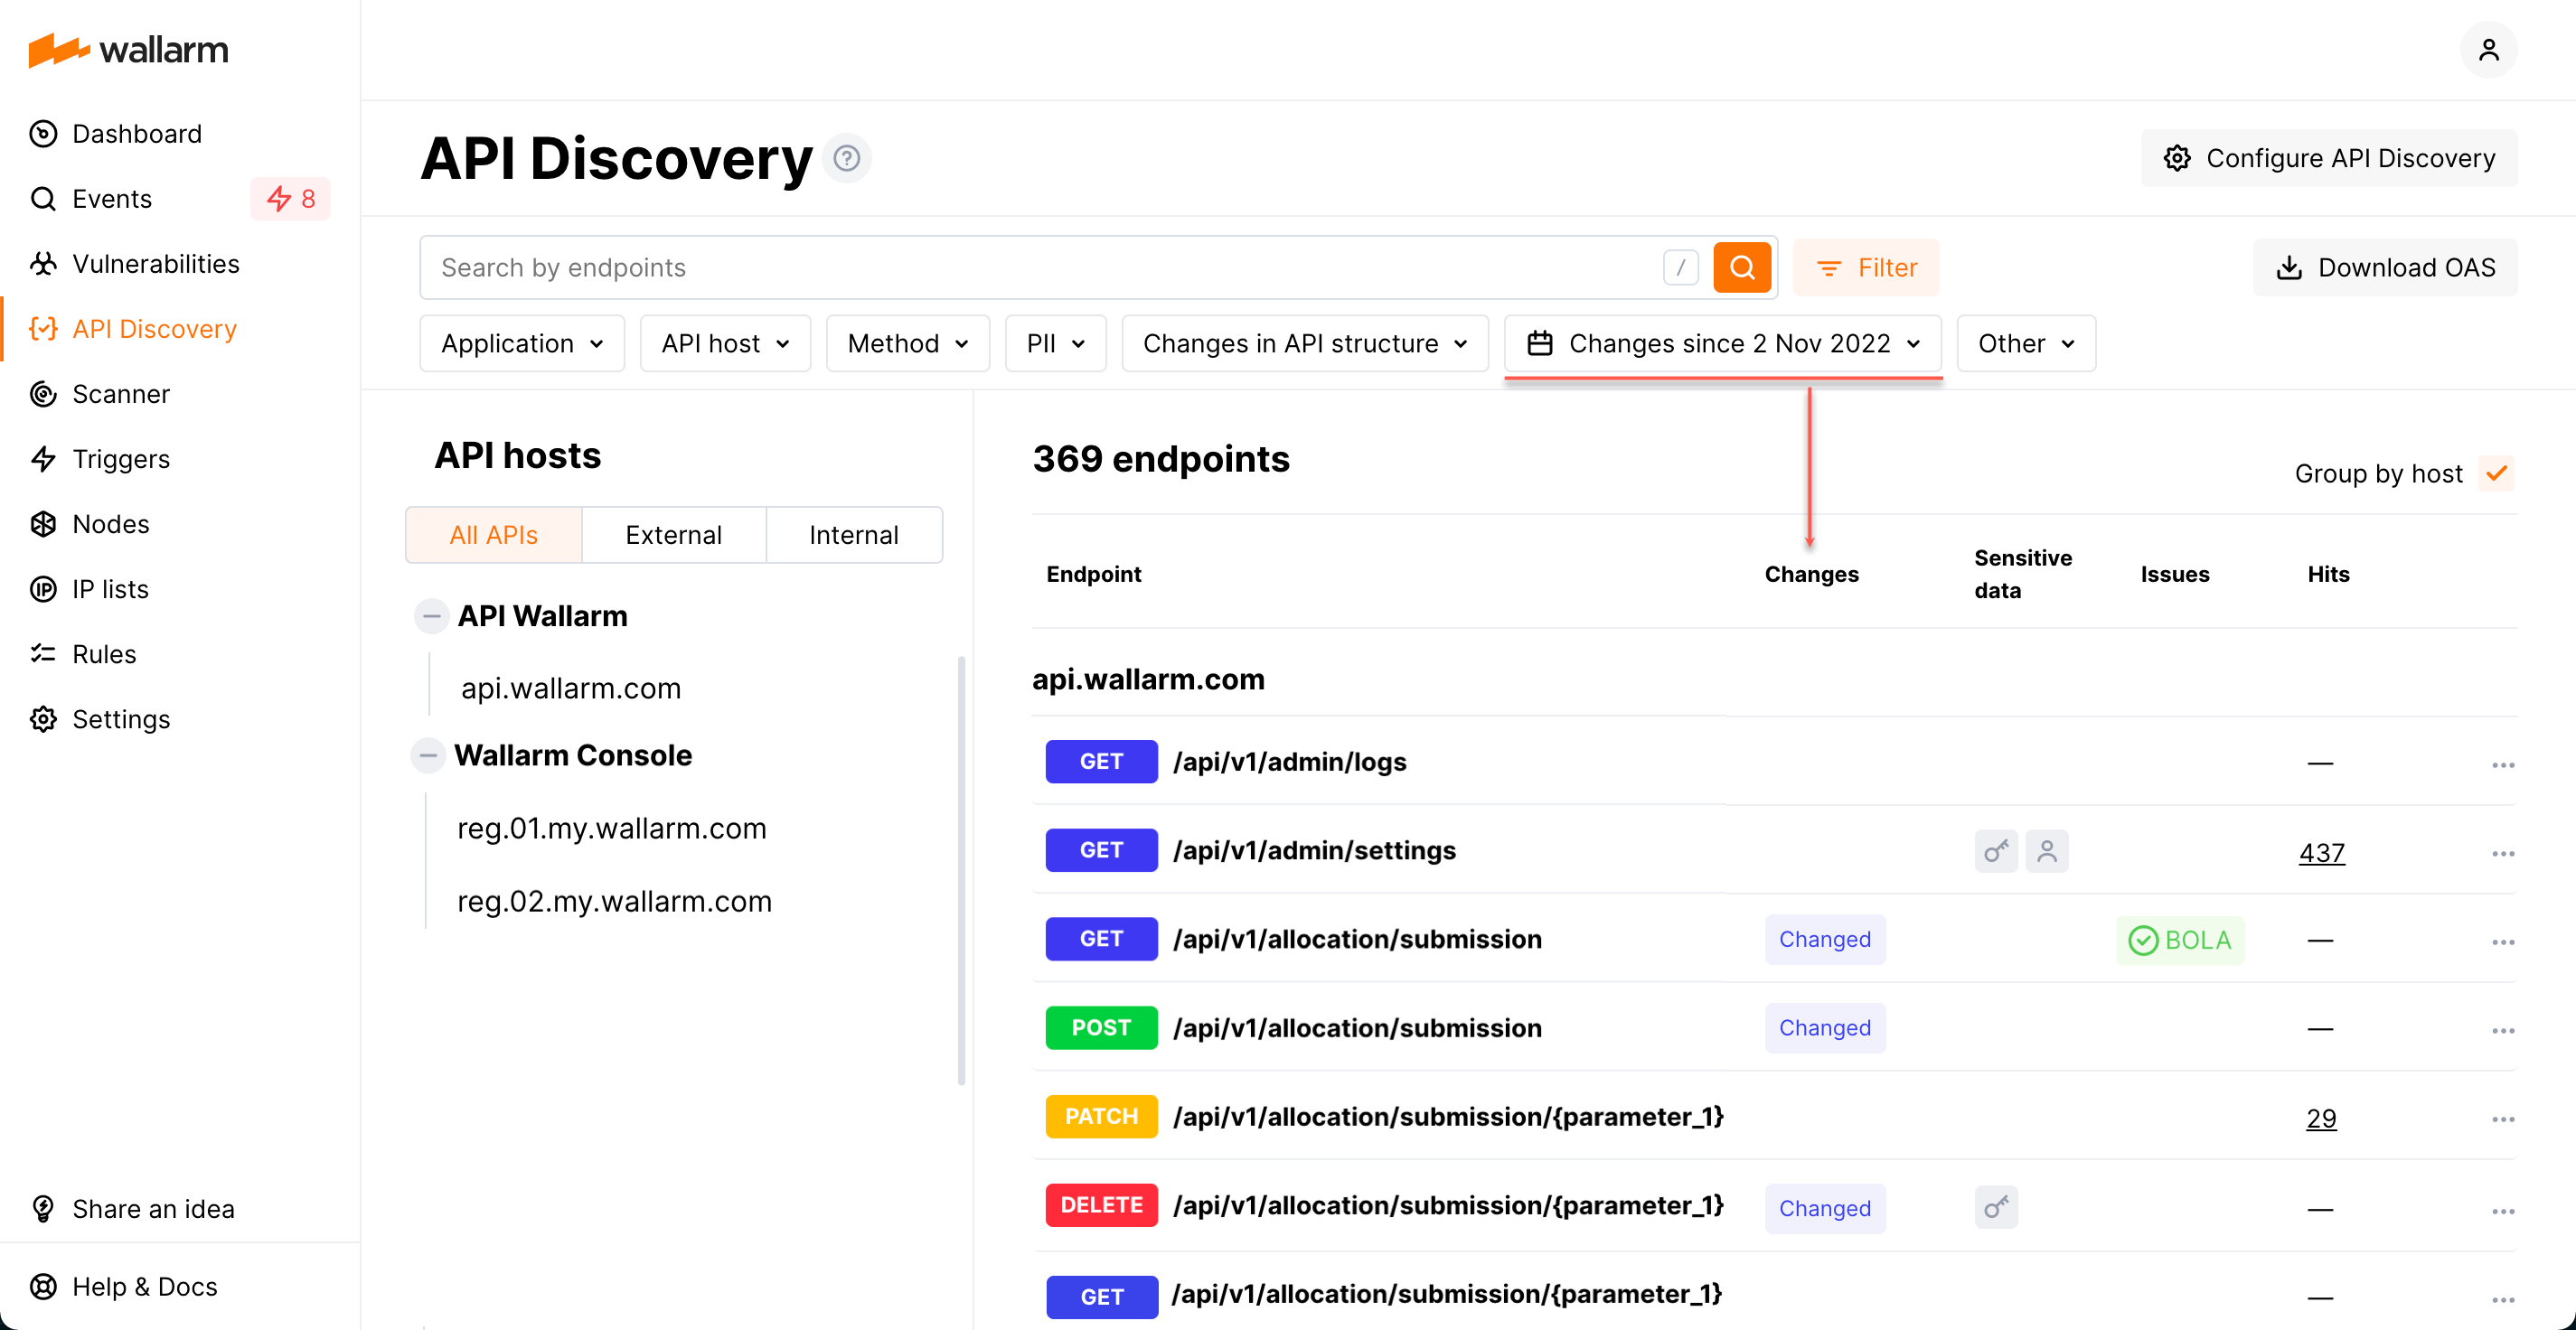 wallarm
Dashboard
Events 8
Vulnerabilities
API Discovery
Scanner
Triggers
Nodes
IP lists
Rules
Settings
Share an idea
Help & Docs
API Discovery ?
Configure API Discovery
Search by endpoints /
Filter
Download OAS
Application
API host
Method
PII
Changes in API structure
Changes since 2 Nov 2022
Other
API hosts
All APIs External Internal
API Wallarm
api.wallarm.com
Wallarm Console
reg.01.my.wallarm.com
reg.02.my.wallarm.com
369 endpoints
Group by host
Endpoint Changes Sensitive data Issues Hits
api.wallarm.com
GET /api/v1/admin/logs —
GET /api/v1/admin/settings 437
GET /api/v1/allocation/submission Changed BOLA —
POST /api/v1/allocation/submission Changed —
PATCH /api/v1/allocation/submission/{parameter_1} 29
DELETE /api/v1/allocation/submission/{parameter_1} Changed —
GET /api/v1/allocation/submission/{parameter_1} —